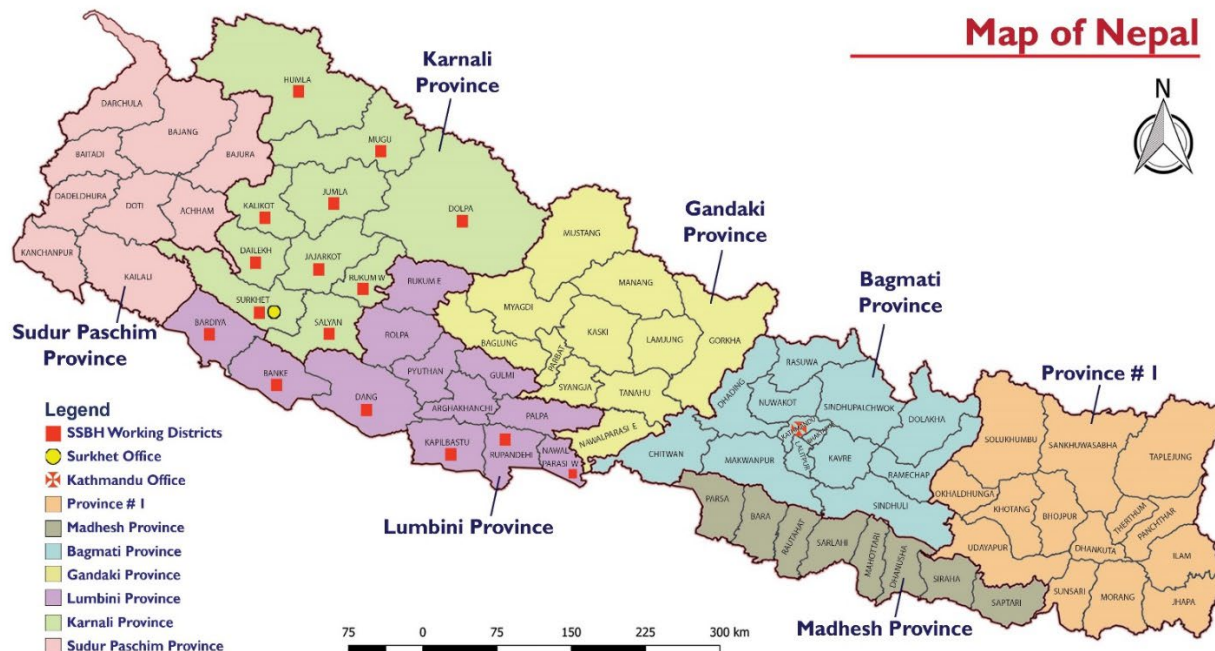 Map of Nepal
N
Karnali
Province
Gandaki
Province
Bagmati
Province
Province # 1
Sudur Paschim
Province
Lumbini Province
Madhesh Province
HUMLA
DARCHULA
BAJANG
MUGU
BAITADI
BAJURA
JUMLA
DADELDHURA
DOTI
ACHHAM
KALIKOT
DOLPA
KANCHANPUR
KAILALI
DAILEKH
JAJARKOT
RUKUM W
RUKUM E
SURKHET
SALYAN
BARDIYA
BANKE
DANG
ROLPA
PYUTHAN
GULMI
ARGHAKHANCHI
PALPA
KAPILBASTU
RUPANDEHI
NAWAL
PARASI W
MUSTANG
MANANG
MYAGDI
KASKI
LAMJUNG
GORKHA
BAGLUNG
PARBAT
SYANGJA
TANAHU
NAWALPARASI E
DHADING
RASUWA
NUWAKOT
SINDHUPALCHWOK
DOLAKHA
KATHMANDU
BHAKTAPUR
LALITPUR
CHITWAN
MAKWANPUR
KAVRE
RAMECHAP
SINDHULI
PARSA
BARA
RAUTAHAT
SARLAHI
MAHOTTARI
DHANUSHA
SIRAHA
SAPTARI
SOLUKHUMBU
SANKHUWASABHA
TAPLEJUNG
OKHALDHUNGA
KHOTANG
BHOJPUR
THERTHUM
PANCHTHAR
UDAYAPUR
DHANKUTA
ILAM
SUNSARI
MORANG
JHAPA
Legend
SSBH Working Districts
Surkhet Office
Kathmandu Office
Province # 1
Madhesh Province
Bagmati Province
Gandaki Province
Lumbini Province
Karnali Province
Sudur Paschim Province
75 0 75 150 225 300 km